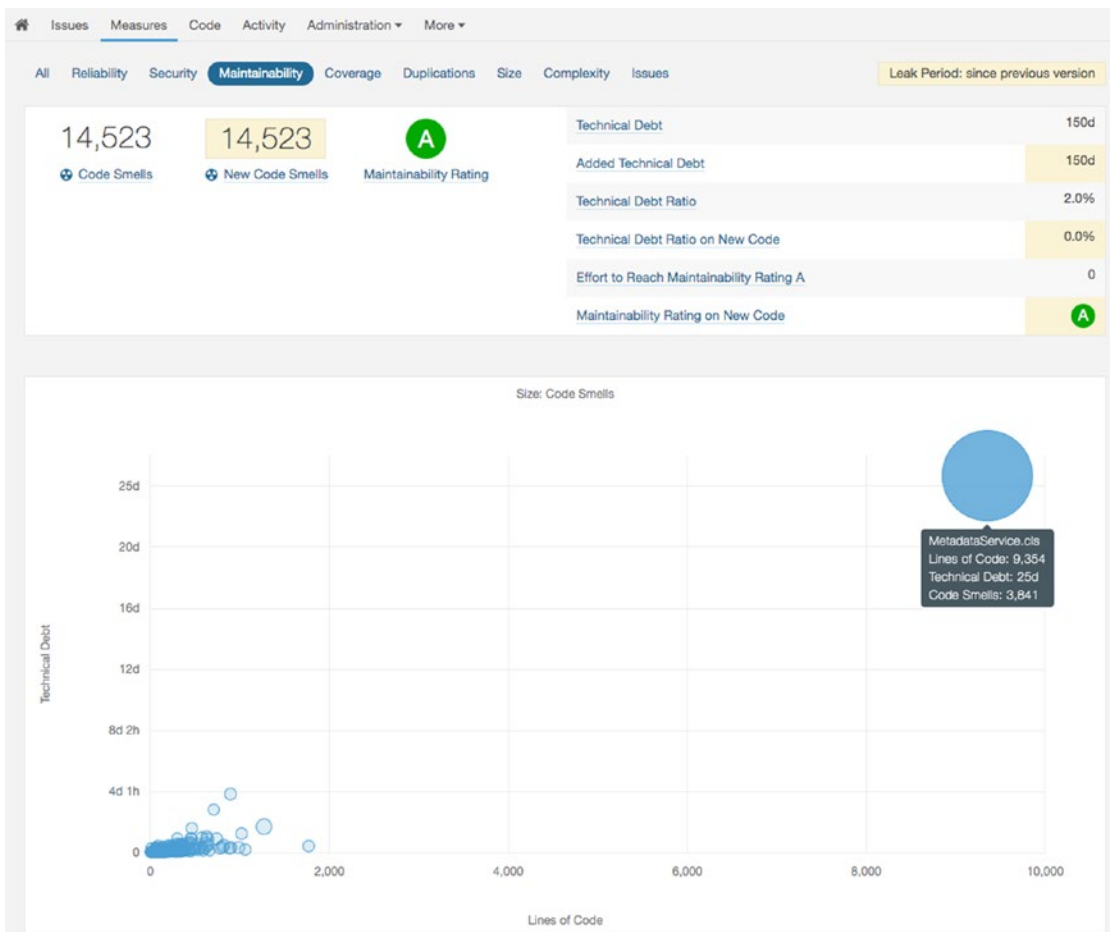 Issues Measures Code Activity Administration More
All Reliability Security Maintainability Coverage Duplications Size Complexity Issues
Leak Period: since previous version
14,523
Code Smells
14,523
New Code Smells
A
Maintainability Rating
Technical Debt 150d
Added Technical Debt 150d
Technical Debt Ratio 2.0%
Technical Debt Ratio on New Code 0.0%
Effort to Reach Maintainability Rating A 0
Maintainability Rating on New Code A
Size: Code Smells
25d
20d
16d
12d
8d 2h
4d 1h
0
Technical Debt
MetadataService.cls
Lines of Code: 9,354
Technical Debt: 25d
Code Smells: 3,841
0 2,000 4,000 6,000 8,000 10,000
Lines of Code